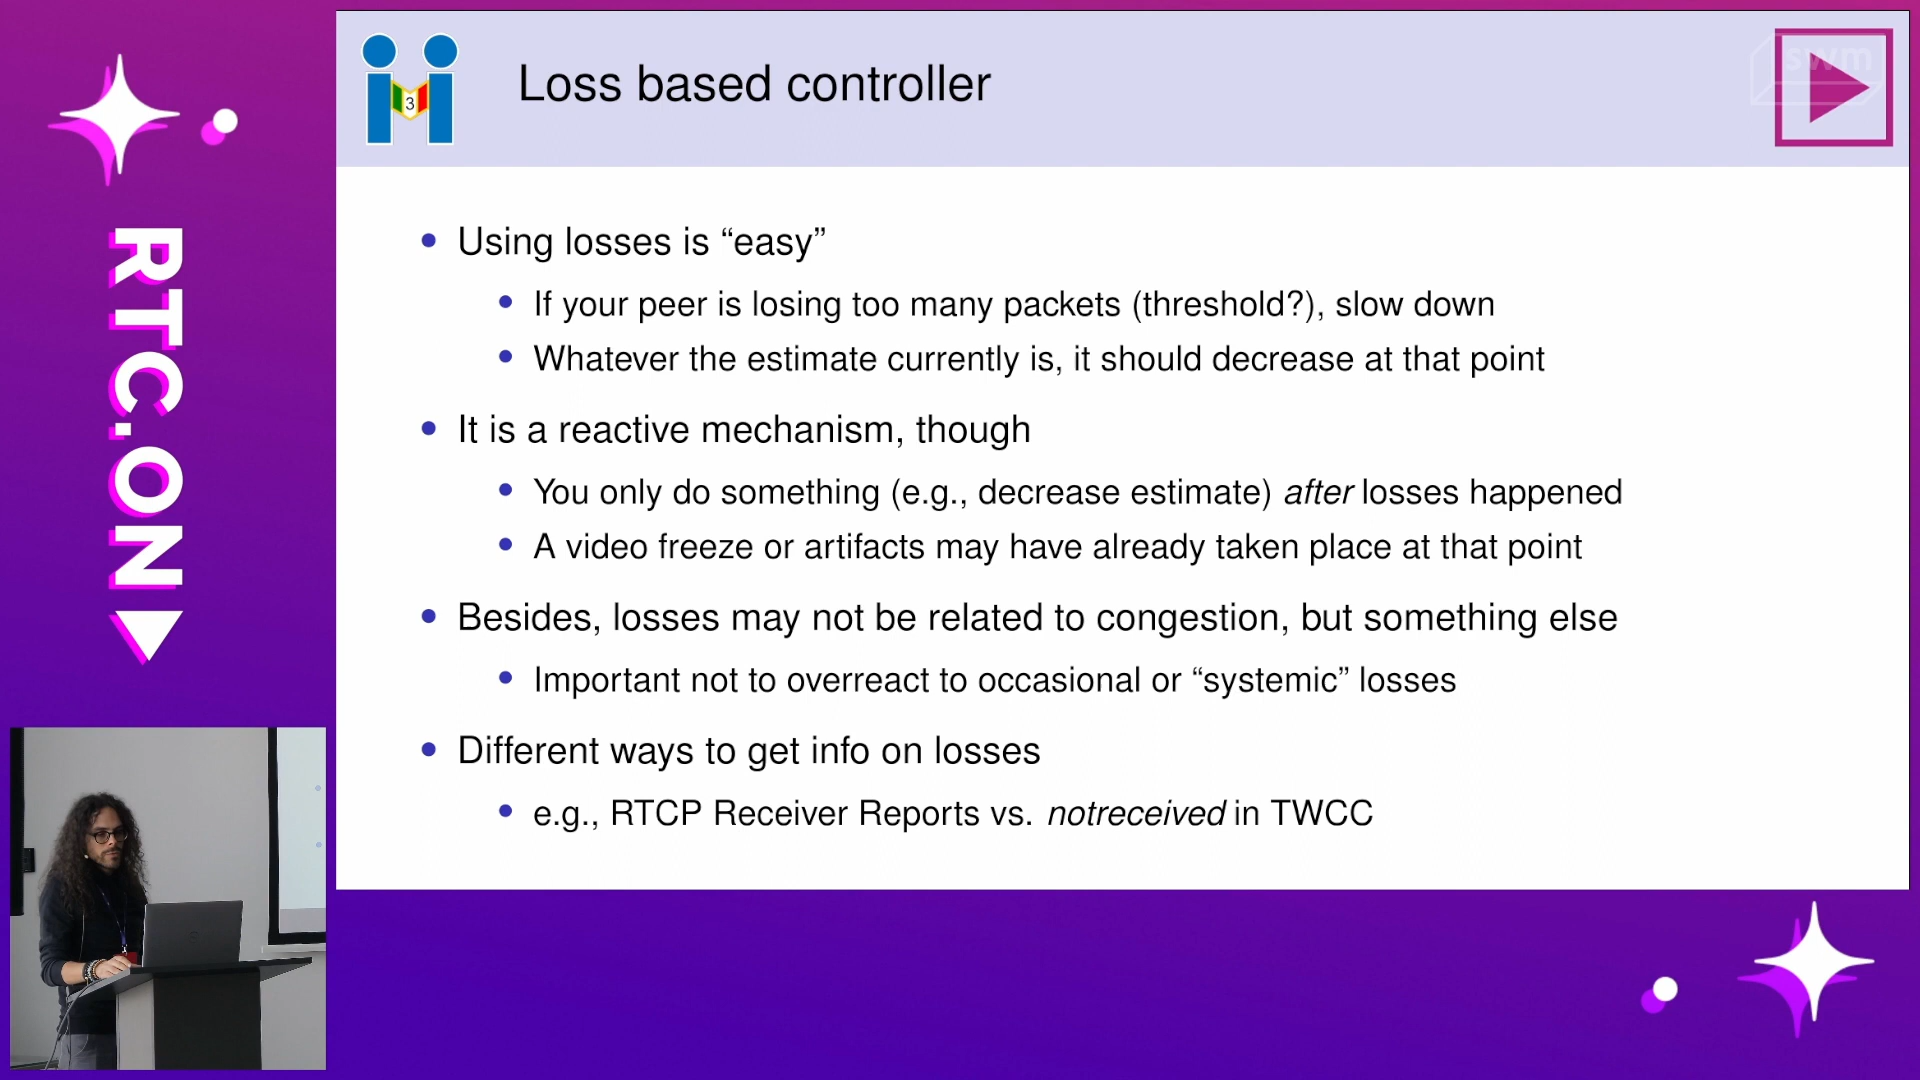 Loss based controller
3
swm
RTC.ON
Using losses is “easy”
If your peer is losing too many packets (threshold?), slow down
Whatever the estimate currently is, it should decrease at that point
It is a reactive mechanism, though
You only do something (e.g., decrease estimate) after losses happened
A video freeze or artifacts may have already taken place at that point
Besides, losses may not be related to congestion, but something else
Important not to overreact to occasional or “systemic” losses
Different ways to get info on losses
e.g., RTCP Receiver Reports vs. notreceived in TWCC